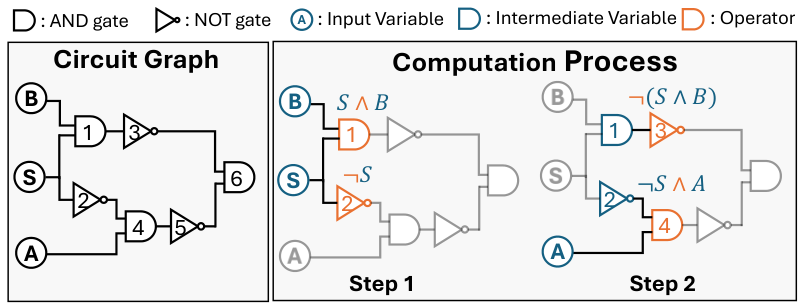 : AND gate : NOT gate A : Input Variable : Intermediate Variable : Operator
Circuit Graph
B
1
3
S
6
2
4
5
A
Computation Process
B
S ∧ B
1
S
¬S
2
A
Step 1
B
¬(S ∧ B)
1
3
S
¬S ∧ A
2
4
A
Step 2